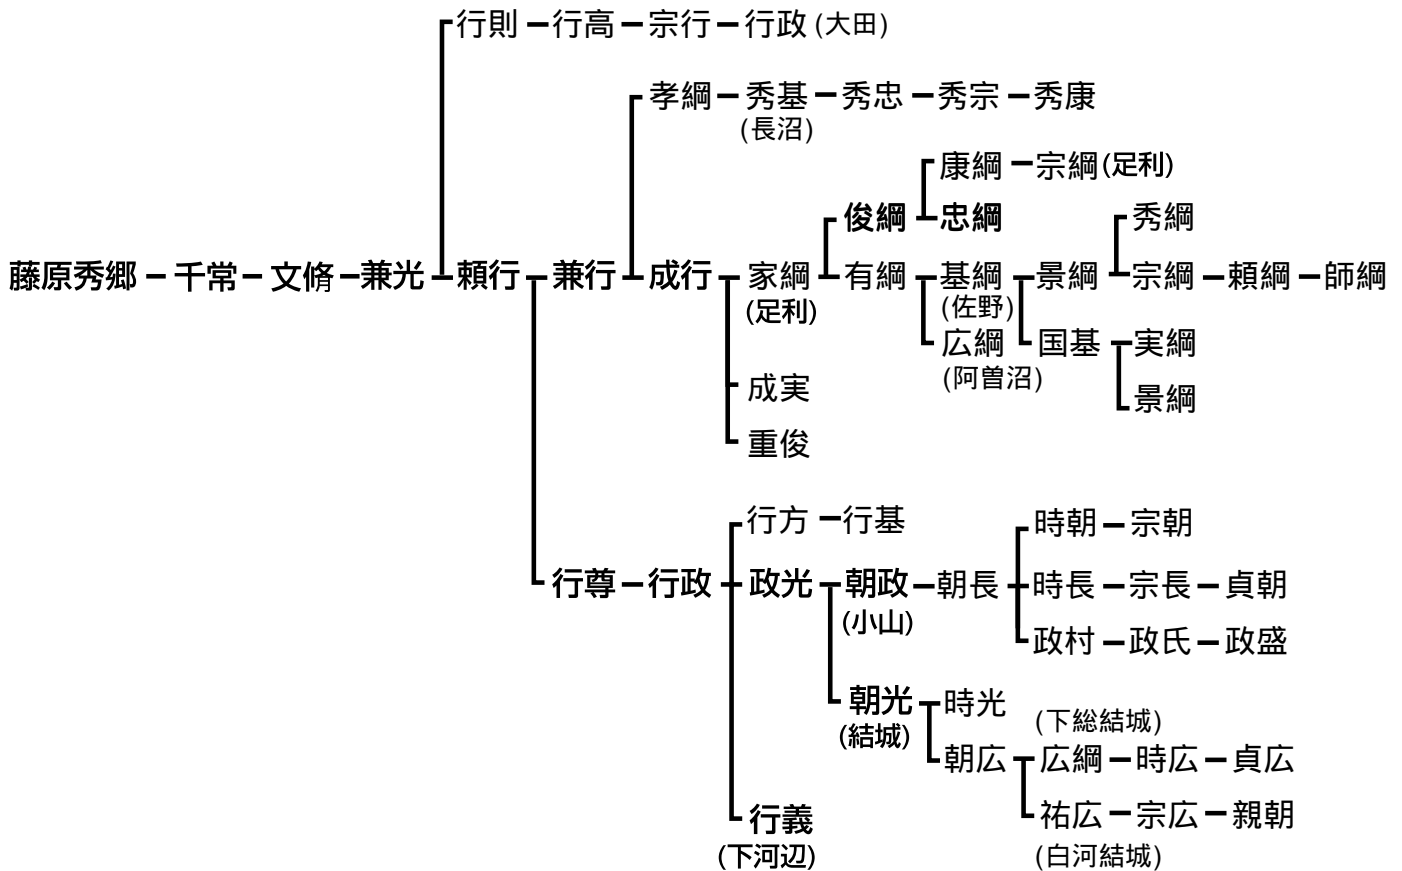 行則 行高 宗行 行政 (大田)
孝綱 秀基 秀忠 秀宗 秀康
(長沼)
康綱 宗綱 (足利)
俊綱 忠綱 秀綱
藤原秀郷 千常 文脩 兼光 頼行 兼行 成行 家綱 有綱 基綱 景綱 宗綱 頼綱 師綱
(足利) (佐野)
広綱 国基 実綱
(阿曽沼)
成実 景綱
重俊
行方 行基 時朝 宗朝
行尊 行政 政光 朝政 朝長 時長 宗長 貞朝
(小山)
政村 政氏 政盛
朝光 時光
(結城) (下総結城)
朝広 広綱 時広 貞広
行義 祐広 宗広 親朝
(下河辺) (白河結城)